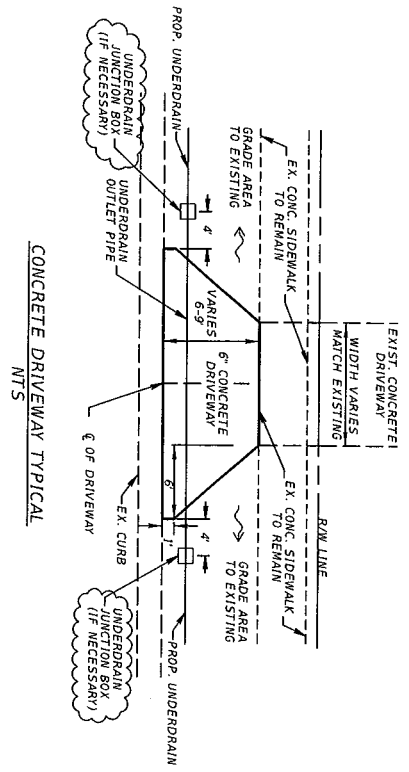 EXIST. CONCRETE
DRIVEWAY
WIDTH VARIES
MATCH EXISTING
R/W LINE
EX. CONC. SIDEWALK
TO REMAIN
EX. CONC. SIDEWALK
TO REMAIN
GRADE AREA
TO EXISTING
GRADE AREA
TO EXISTING
PROP. UNDERDRAIN
PROP. UNDERDRAIN
4'
4'
VARIES
6-9'
6" CONCRETE
DRIVEWAY
6'
1'
UNDERDRAIN
JUNCTION BOX
(IF NECESSARY)
UNDERDRAIN
OUTLET PIPE
℄ OF DRIVEWAY
EX. CURB
UNDERDRAIN
JUNCTION BOX
(IF NECESSARY)
CONCRETE DRIVEWAY TYPICAL
NTS